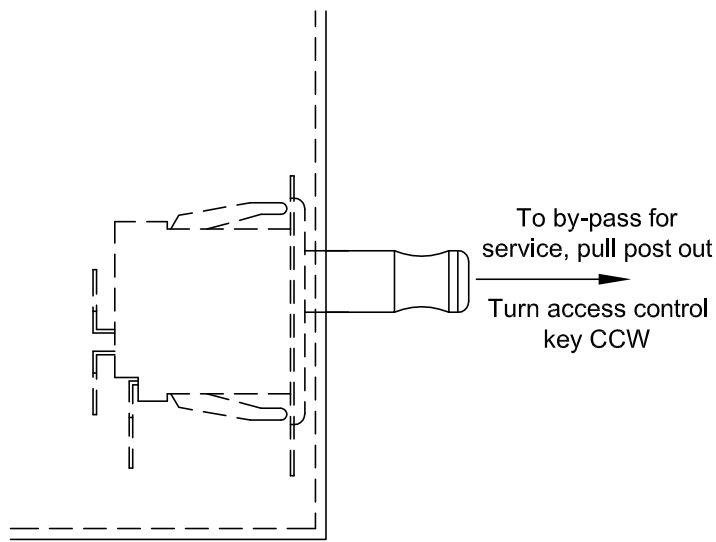 To by-pass for
service, pull post out
Turn access control
key CCW